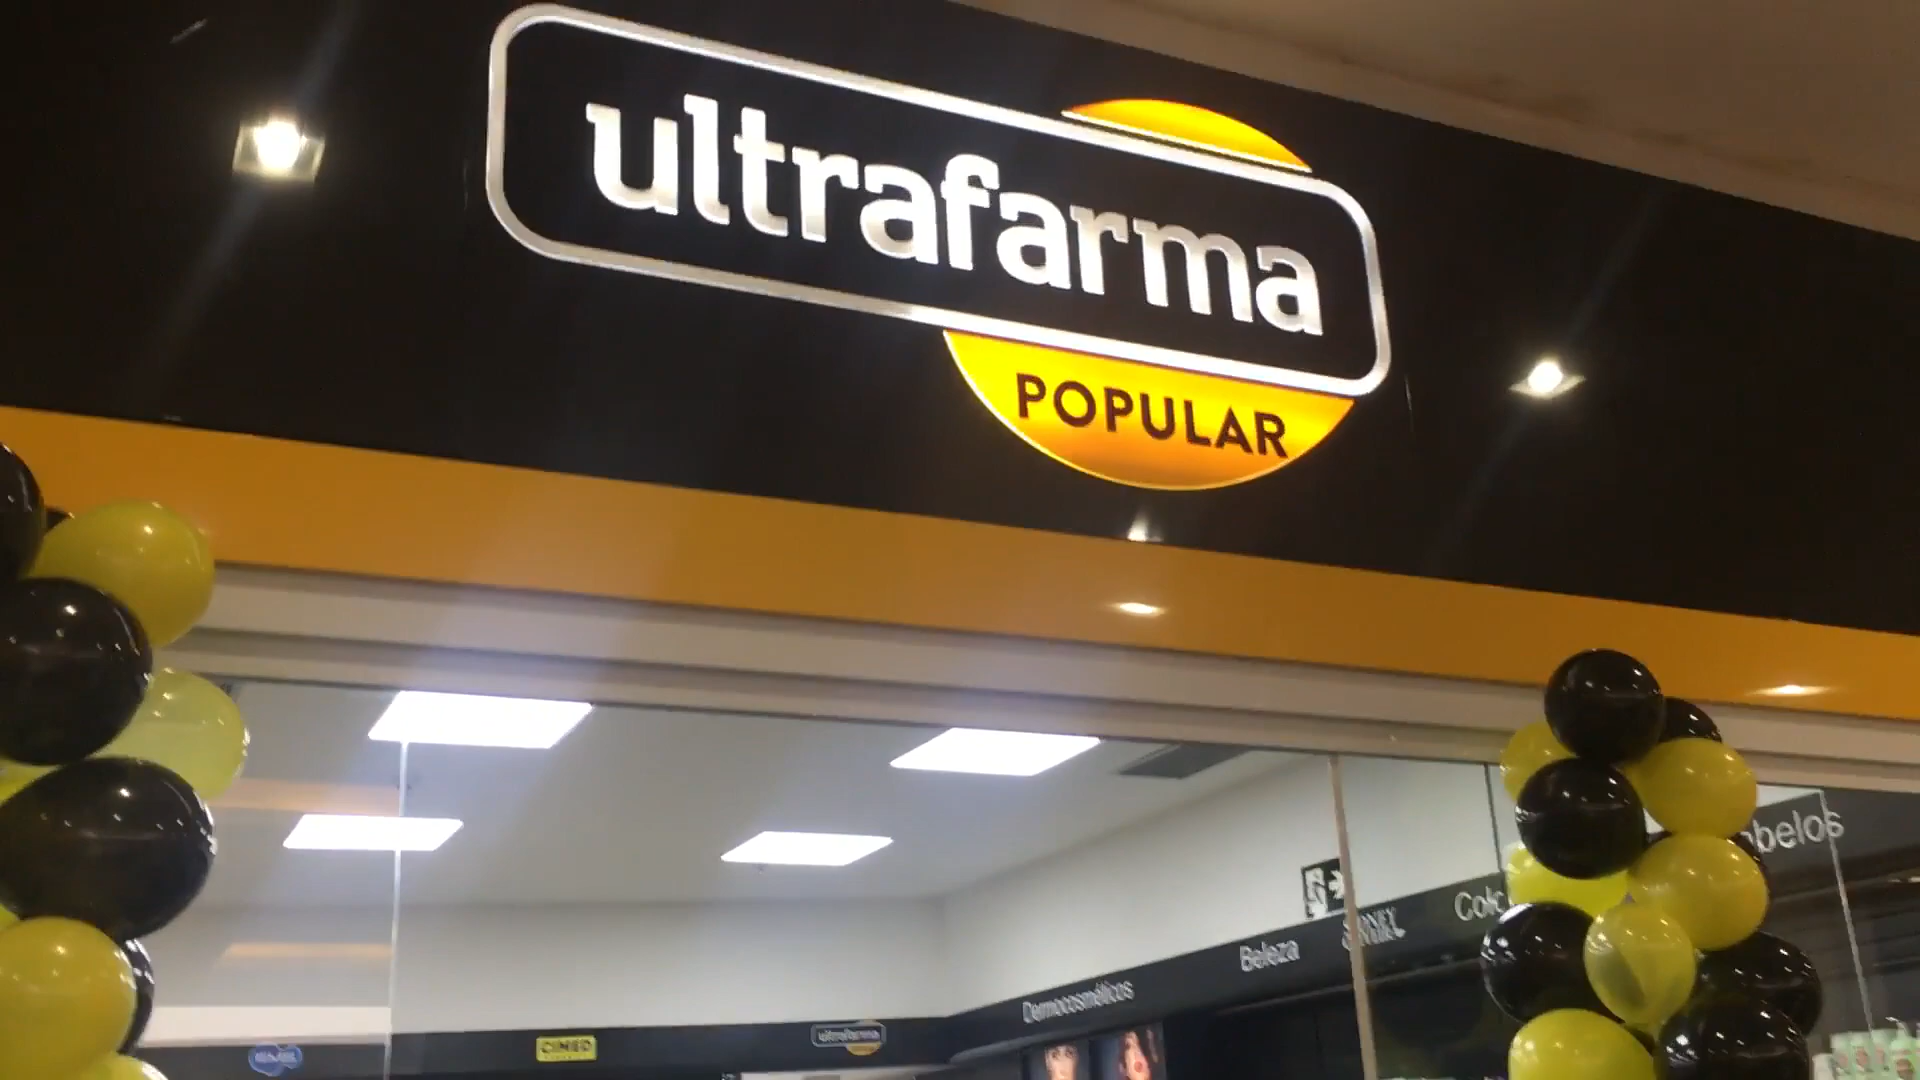 ultrafarma
POPULAR
Beleza
Dermocosméticos
CIMED
ultrafarma